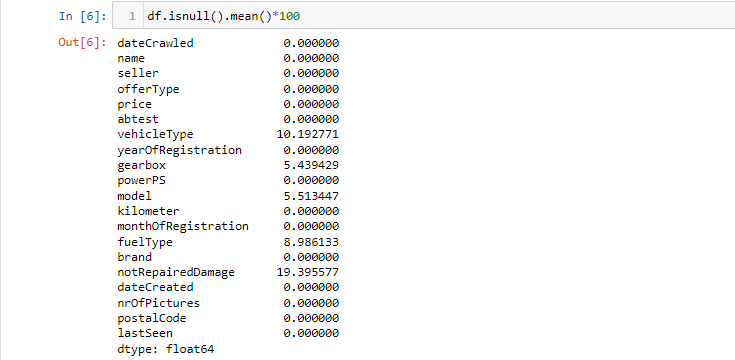 In [6]: 1 df.isnull().mean()*100
Out[6]: dateCrawled 0.000000
name 0.000000
seller 0.000000
offerType 0.000000
price 0.000000
abtest 0.000000
vehicleType 10.192771
yearOfRegistration 0.000000
gearbox 5.439429
powerPS 0.000000
model 5.513447
kilometer 0.000000
monthOfRegistration 0.000000
fuelType 8.986133
brand 0.000000
notRepairedDamage 19.395577
dateCreated 0.000000
nrOfPictures 0.000000
postalCode 0.000000
lastSeen 0.000000
dtype: float64